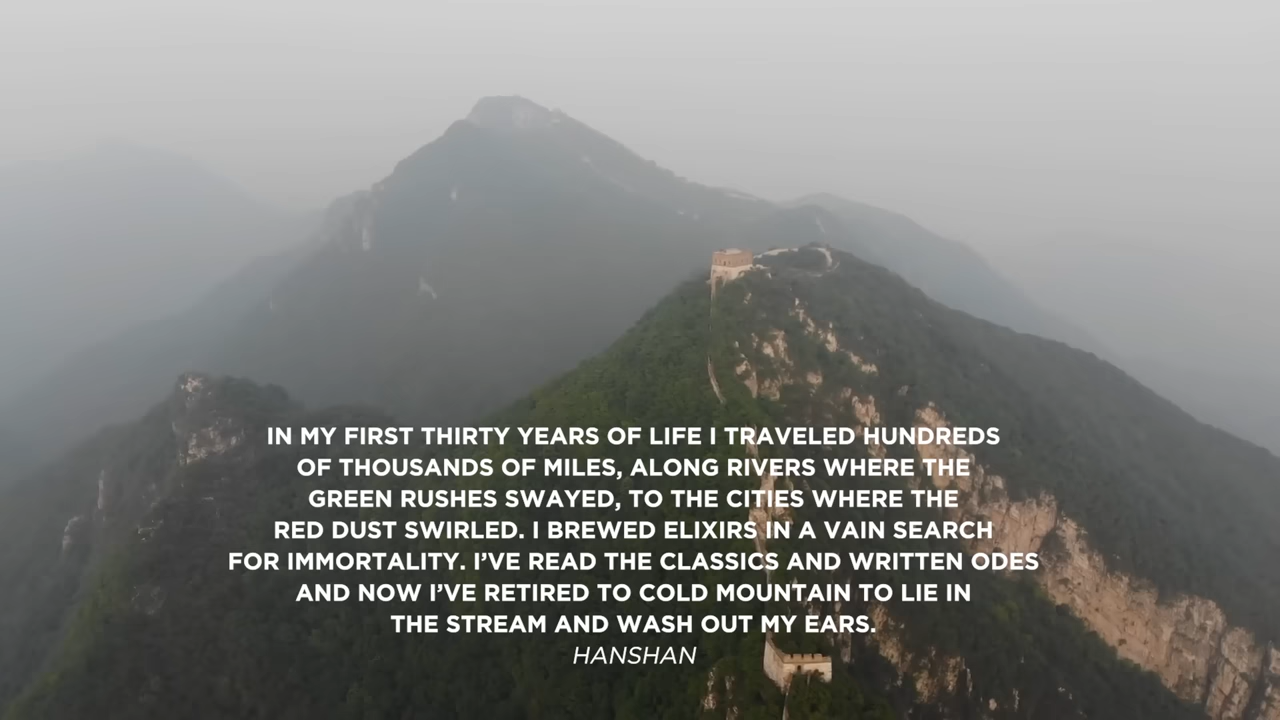 IN MY FIRST THIRTY YEARS OF LIFE I TRAVELED HUNDREDS
OF THOUSANDS OF MILES, ALONG RIVERS WHERE THE
GREEN RUSHES SWAYED, TO THE CITIES WHERE THE
RED DUST SWIRLED. I BREWED ELIXIRS IN A VAIN SEARCH
FOR IMMORTALITY. I’VE READ THE CLASSICS AND WRITTEN ODES
AND NOW I’VE RETIRED TO COLD MOUNTAIN TO LIE IN
THE STREAM AND WASH OUT MY EARS.
HANSHAN